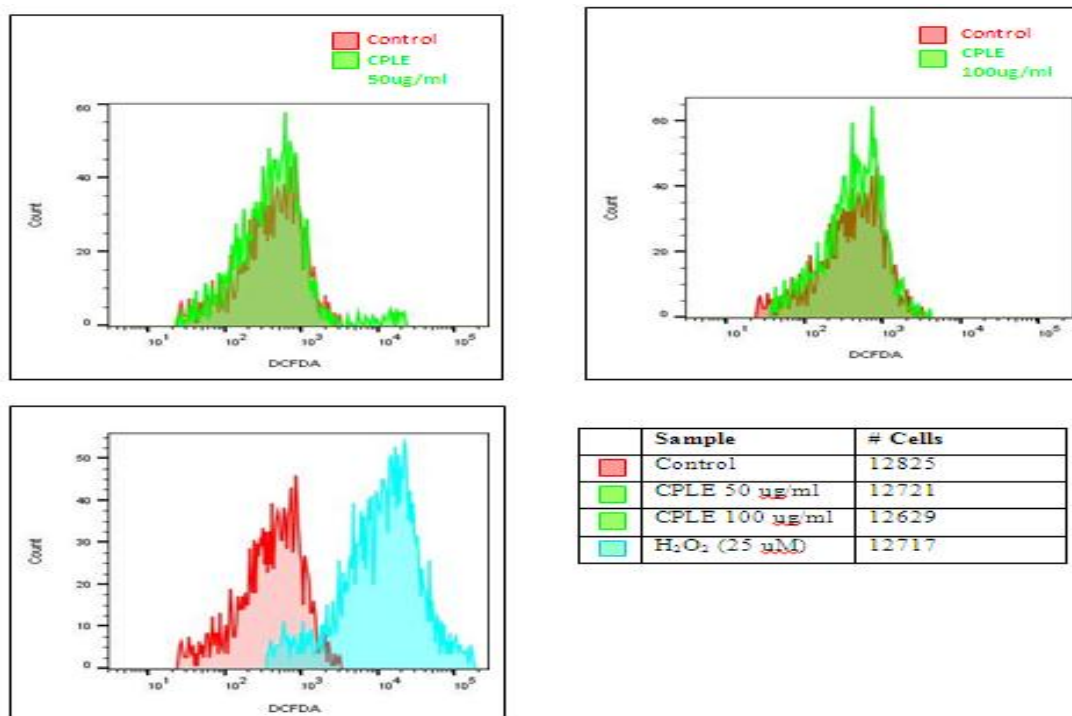 Control
CPLE
50ug/ml
60
40
20
0
Count
10¹ 10² 10³ 10⁴ 10⁵
DCFDA
Control
CPLE
100ug/ml
60
40
20
0
Count
10¹ 10² 10³ 10⁴ 10⁵
DCFDA
50
40
30
20
10
0
Count
10¹ 10² 10³ 10⁴ 10⁵
DCFDA
Sample # Cells
Control 12825
CPLE 50 ug/ml 12721
CPLE 100 ug/ml 12629
H₂O₂ (25 uM) 12717